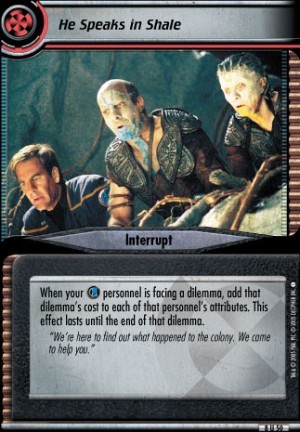 He Speaks in Shale
Interrupt
When your personnel is facing a dilemma, add that
dilemma's cost to each of that personnel's attributes. This
effect lasts until the end of that dilemma.
"We're here to find out what happened to the colony. We came
to help you."